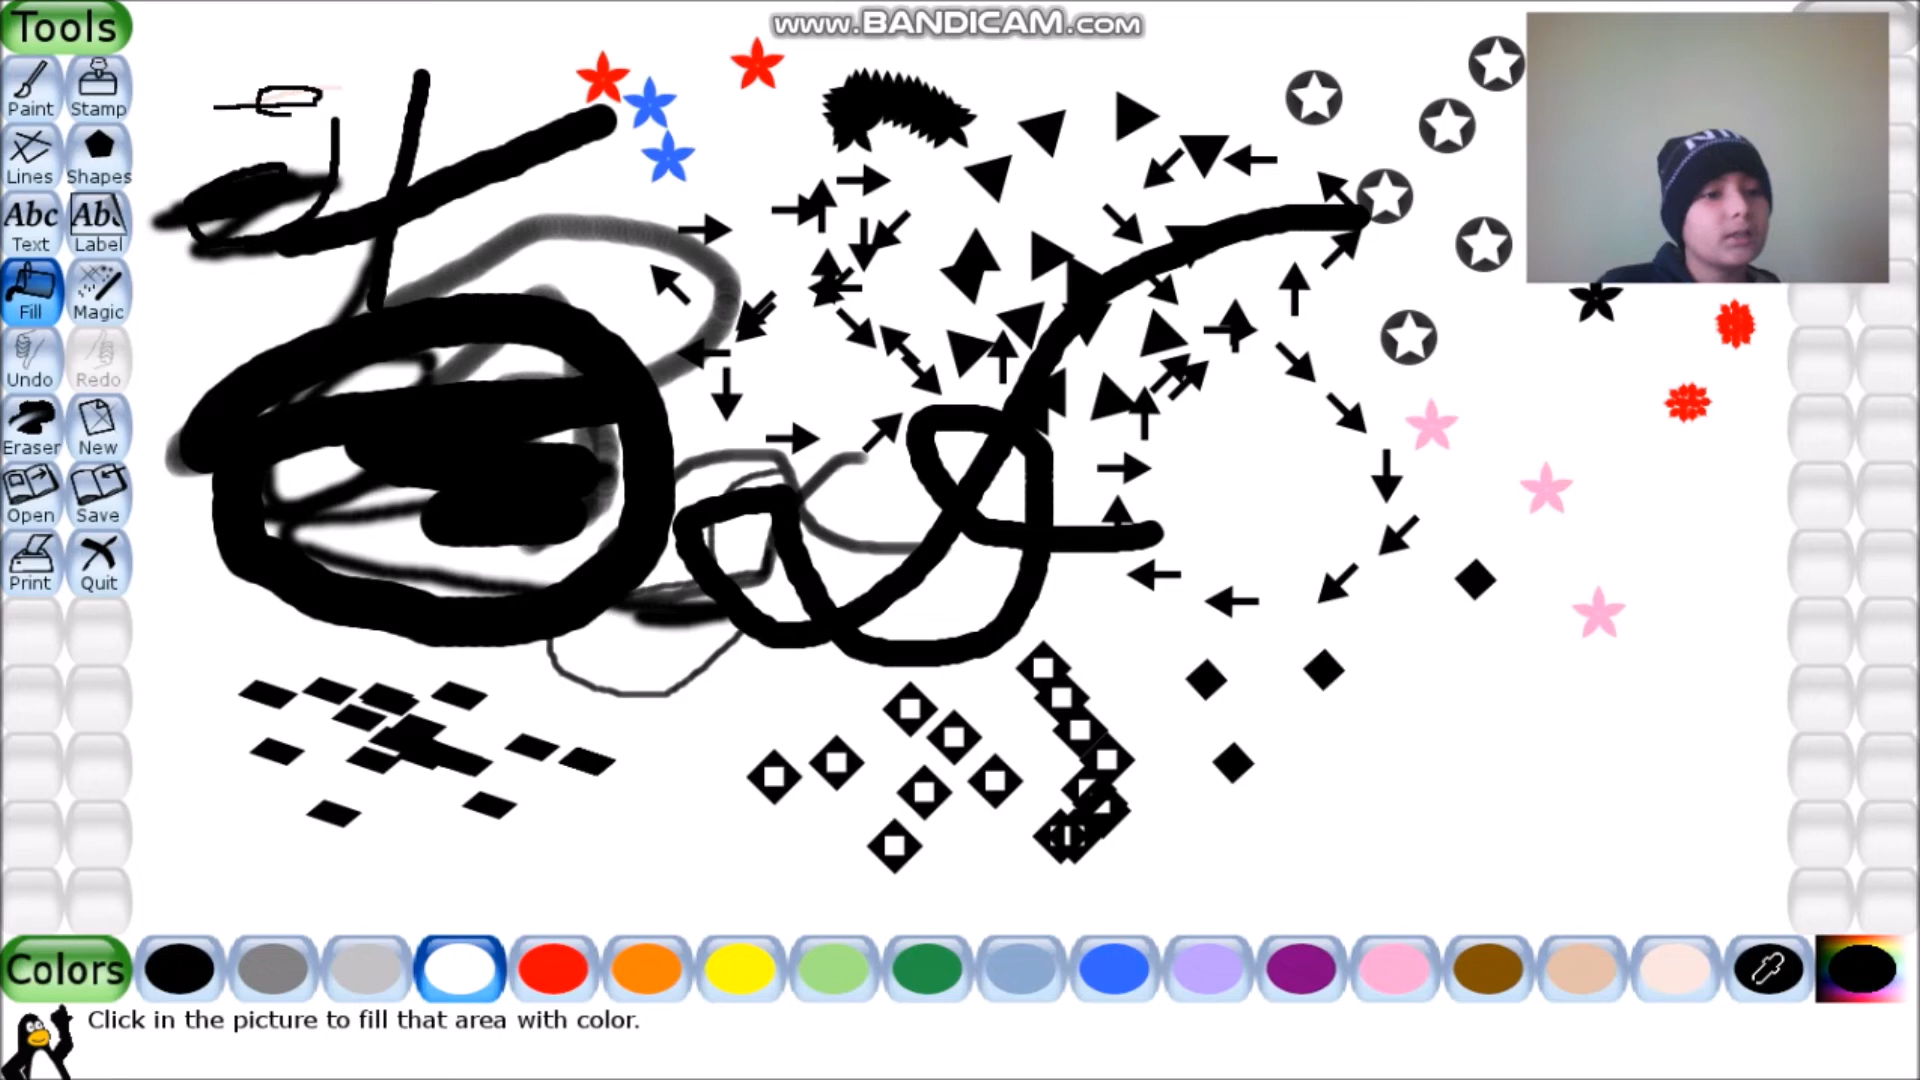 Tools
www.BANDICAM.com
Paint
Stamp
Lines
Shapes
Abc
Text
Abc
Label
Fill
Magic
Undo
Redo
Eraser
New
Open
Save
Print
Quit
Colors
Click in the picture to fill that area with color.